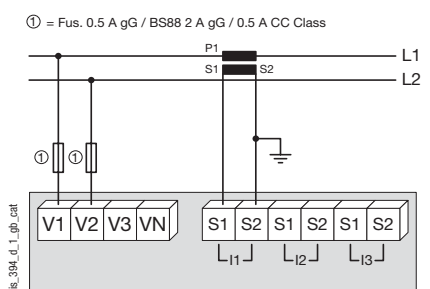 ① = Fus. 0.5 A gG / BS88 2 A gG / 0.5 A CC Class
P1
L1
S1 S2
L2
① ①
V1 V2 V3 VN S1 S2 S1 S2 S1 S2
I1 I2 I3
is_394_d_1_gb_cat